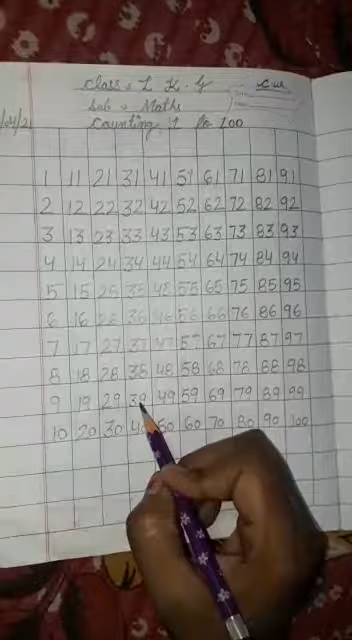 Class: L K. G
C.W
Sub: Maths
Counting 1 to 100
1 11 21 31 41 51 61 71 81 91
2 12 22 32 42 52 62 72 82 92
3 13 23 33 43 53 63 73 83 93
4 14 24 34 44 54 64 74 84 94
5 15 25 35 45 55 65 75 85 95
6 16 26 36 46 56 66 76 86 96
7 17 27 37 47 57 67 77 87 97
8 18 28 38 48 58 68 78 88 98
9 19 29 39 49 59 69 79 89 99
10 20 30 40 50 60 70 80 90 100